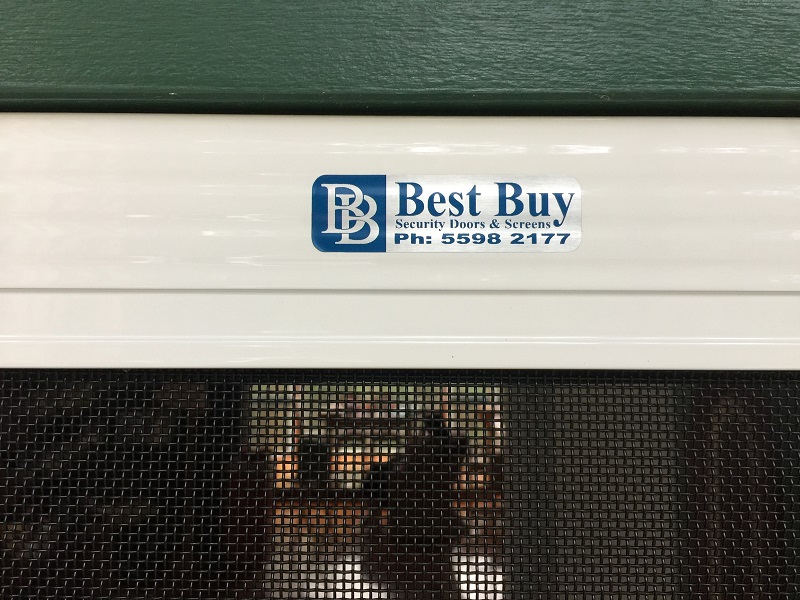 BB
Best Buy
Security Doors & Screens
Ph: 5598 2177